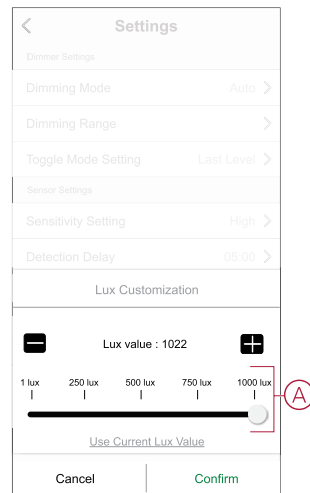 Settings
Dimmer Settings
Dimming Mode Auto
Dimming Range
Toggle Mode Setting Last Level
Sensor Settings
Sensitivity Setting High
Detection Delay 05:00
Lux Customization
Lux value : 1022
1 lux 250 lux 500 lux 750 lux 1000 lux
A
Use Current Lux Value
Cancel Confirm